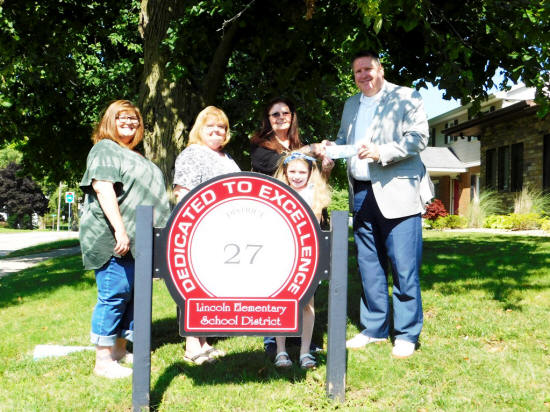 DEDICATED TO EXCELLENCE
DISTRICT
27
Lincoln Elementary
School District